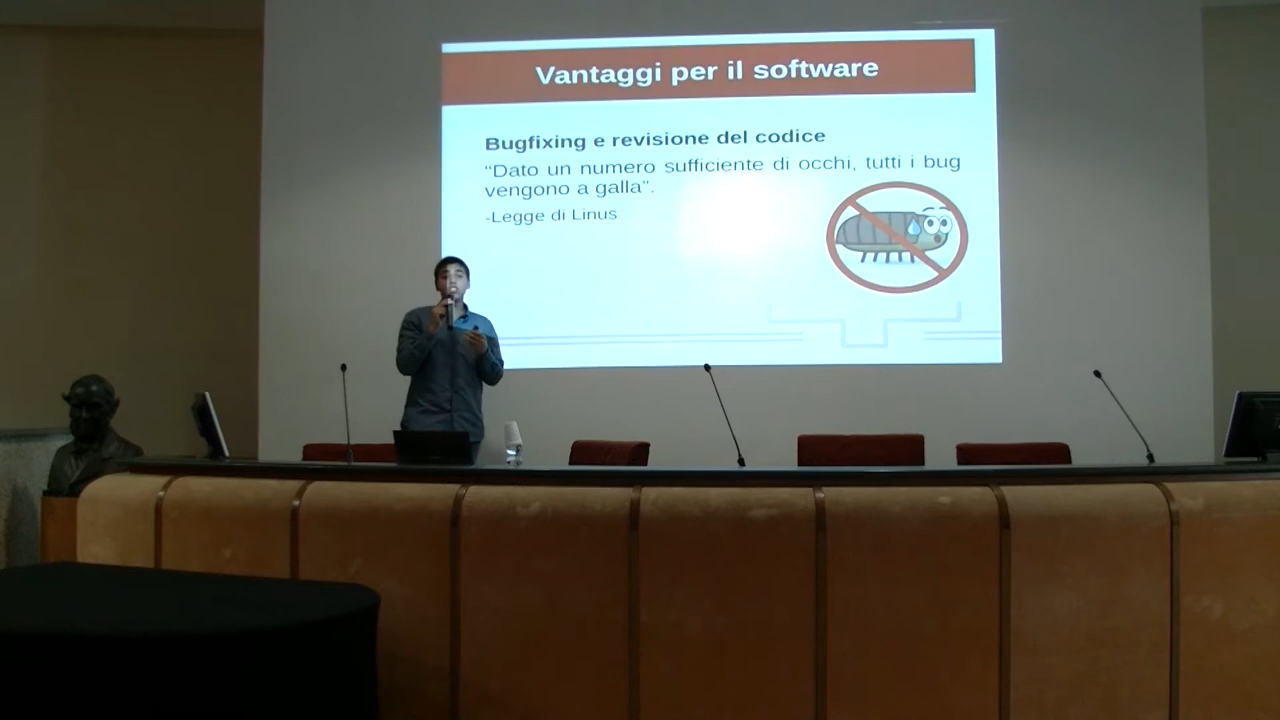 Vantaggi per il software
Bugfixing e revisione del codice
“Dato un numero sufficiente di occhi, tutti i bug
vengono a galla”.
-Legge di Linus